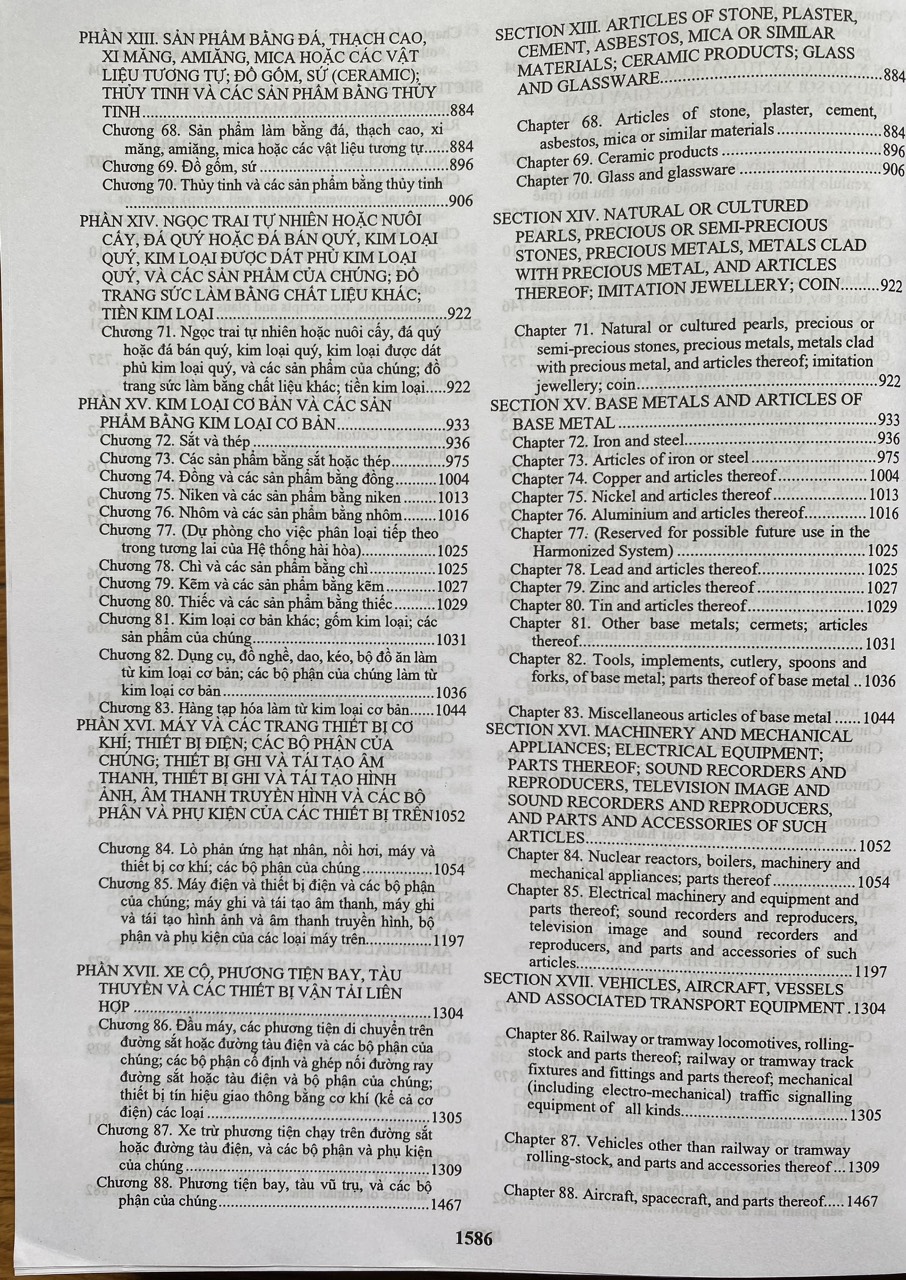 PHẦN XIII. SẢN PHẨM BẰNG ĐÁ, THẠCH CAO,
XI MĂNG, AMIĂNG, MICA HOẶC CÁC VẬT
LIỆU TƯƠNG TỰ; ĐỒ GỐM, SỨ (CERAMIC);
THỦY TINH VÀ CÁC SẢN PHẨM BẰNG THỦY
TINH.....884
Chương 68. Sản phẩm làm bằng đá, thạch cao, xi
măng, amiăng, mica hoặc các vật liệu tương tự......884
Chương 69. Đồ gốm, sứ.....896
Chương 70. Thủy tinh và các sản phẩm bằng thủy tinh
.....906
PHẦN XIV. NGỌC TRAI TỰ NHIÊN HOẶC NUÔI
CẤY, ĐÁ QUÝ HOẶC ĐÁ BÁN QUÝ, KIM LOẠI
QUÝ, KIM LOẠI ĐƯỢC DÁT PHỦ KIM LOẠI
QUÝ, VÀ CÁC SẢN PHẨM CỦA CHÚNG; ĐỒ
TRANG SỨC LÀM BẰNG CHẤT LIỆU KHÁC;
TIỀN KIM LOẠI.....922
Chương 71. Ngọc trai tự nhiên hoặc nuôi cấy, đá quý
hoặc đá bán quý, kim loại quý, kim loại được dát
phủ kim loại quý, và các sản phẩm của chúng; đồ
trang sức làm bằng chất liệu khác; tiền kim loại.....922
PHẦN XV. KIM LOẠI CƠ BẢN VÀ CÁC SẢN
PHẨM BẰNG KIM LOẠI CƠ BẢN.....933
Chương 72. Sắt và thép.....936
Chương 73. Các sản phẩm bằng sắt hoặc thép.....975
Chương 74. Đồng và các sản phẩm bằng đồng.....1004
Chương 75. Niken và các sản phẩm bằng niken.....1013
Chương 76. Nhôm và các sản phẩm bằng nhôm.....1016
Chương 77. (Dự phòng cho việc phân loại tiếp theo
trong tương lai của Hệ thống hài hòa).....1025
Chương 78. Chì và các sản phẩm bằng chì.....1025
Chương 79. Kẽm và các sản phẩm bằng kẽm.....1027
Chương 80. Thiếc và các sản phẩm bằng thiếc.....1029
Chương 81. Kim loại cơ bản khác; gốm kim loại; các
sản phẩm của chúng.....1031
Chương 82. Dụng cụ, đồ nghề, dao, kéo, bộ đồ ăn làm
từ kim loại cơ bản; các bộ phận của chúng làm từ
kim loại cơ bản.....1036
Chương 83. Hàng tạp hóa làm từ kim loại cơ bản.....1044
PHẦN XVI. MÁY VÀ CÁC TRANG THIẾT BỊ CƠ
KHÍ; THIẾT BỊ ĐIỆN; CÁC BỘ PHẬN CỦA
CHÚNG; THIẾT BỊ GHI VÀ TÁI TẠO ÂM
THANH, THIẾT BỊ GHI VÀ TÁI TẠO HÌNH
ẢNH, ÂM THANH TRUYỀN HÌNH VÀ CÁC BỘ
PHẬN VÀ PHỤ KIỆN CỦA CÁC THIẾT BỊ TRÊN1052
Chương 84. Lò phản ứng hạt nhân, nồi hơi, máy và
thiết bị cơ khí; các bộ phận của chúng.....1054
Chương 85. Máy điện và thiết bị điện và các bộ phận
của chúng; máy ghi và tái tạo âm thanh, máy ghi
và tái tạo hình ảnh và âm thanh truyền hình, bộ
phận và phụ kiện của các loại máy trên.....1197
PHẦN XVII. XE CỘ, PHƯƠNG TIỆN BAY, TÀU
THUYỀN VÀ CÁC THIẾT BỊ VẬN TẢI LIÊN
HỢP.....1304
Chương 86. Đầu máy, các phương tiện di chuyển trên
đường sắt hoặc đường tàu điện và các bộ phận của
chúng; các bộ phận cố định và ghép nối đường ray
đường sắt hoặc tàu điện và bộ phận của chúng;
thiết bị tín hiệu giao thông bằng cơ khí (kể cả cơ
điện) các loại.....1305
Chương 87. Xe trừ phương tiện chạy trên đường sắt
hoặc đường tàu điện, và các bộ phận và phụ kiện
của chúng.....1309
Chương 88. Phương tiện bay, tàu vũ trụ, và các bộ
phận của chúng.....1467
SECTION XIII. ARTICLES OF STONE, PLASTER,
CEMENT, ASBESTOS, MICA OR SIMILAR
MATERIALS; CERAMIC PRODUCTS; GLASS
AND GLASSWARE.....884
Chapter 68. Articles of stone, plaster, cement,
asbestos, mica or similar materials.....884
Chapter 69. Ceramic products.....896
Chapter 70. Glass and glassware.....906
SECTION XIV. NATURAL OR CULTURED
PEARLS, PRECIOUS OR SEMI-PRECIOUS
STONES, PRECIOUS METALS, METALS CLAD
WITH PRECIOUS METAL, AND ARTICLES
THEREOF; IMITATION JEWELLERY; COIN.....922
Chapter 71. Natural or cultured pearls, precious or
semi-precious stones, precious metals, metals clad
with precious metal, and articles thereof; imitation
jewellery; coin.....922
SECTION XV. BASE METALS AND ARTICLES OF
BASE METAL.....933
Chapter 72. Iron and steel.....936
Chapter 73. Articles of iron or steel.....975
Chapter 74. Copper and articles thereof.....1004
Chapter 75. Nickel and articles thereof.....1013
Chapter 76. Aluminium and articles thereof.....1016
Chapter 77. (Reserved for possible future use in the
Harmonized System).....1025
Chapter 78. Lead and articles thereof.....1025
Chapter 79. Zinc and articles thereof.....1027
Chapter 80. Tin and articles thereof.....1029
Chapter 81. Other base metals; cermets; articles
thereof.....1031
Chapter 82. Tools, implements, cutlery, spoons and
forks, of base metal; parts thereof of base metal ..1036
Chapter 83. Miscellaneous articles of base metal ......1044
SECTION XVI. MACHINERY AND MECHANICAL
APPLIANCES; ELECTRICAL EQUIPMENT;
PARTS THEREOF; SOUND RECORDERS AND
REPRODUCERS, TELEVISION IMAGE AND
SOUND RECORDERS AND REPRODUCERS,
AND PARTS AND ACCESSORIES OF SUCH
ARTICLES.....1052
Chapter 84. Nuclear reactors, boilers, machinery and
mechanical appliances; parts thereof.....1054
Chapter 85. Electrical machinery and equipment and
parts thereof; sound recorders and reproducers,
television image and sound recorders and
reproducers, and parts and accessories of such
articles.....1197
SECTION XVII. VEHICLES, AIRCRAFT, VESSELS
AND ASSOCIATED TRANSPORT EQUIPMENT .1304
Chapter 86. Railway or tramway locomotives, rolling-
stock and parts thereof; railway or tramway track
fixtures and fittings and parts thereof; mechanical
(including electro-mechanical) traffic signalling
equipment of all kinds.....1305
Chapter 87. Vehicles other than railway or tramway
rolling-stock, and parts and accessories thereof...1309
Chapter 88. Aircraft, spacecraft, and parts thereof.....1467
1586